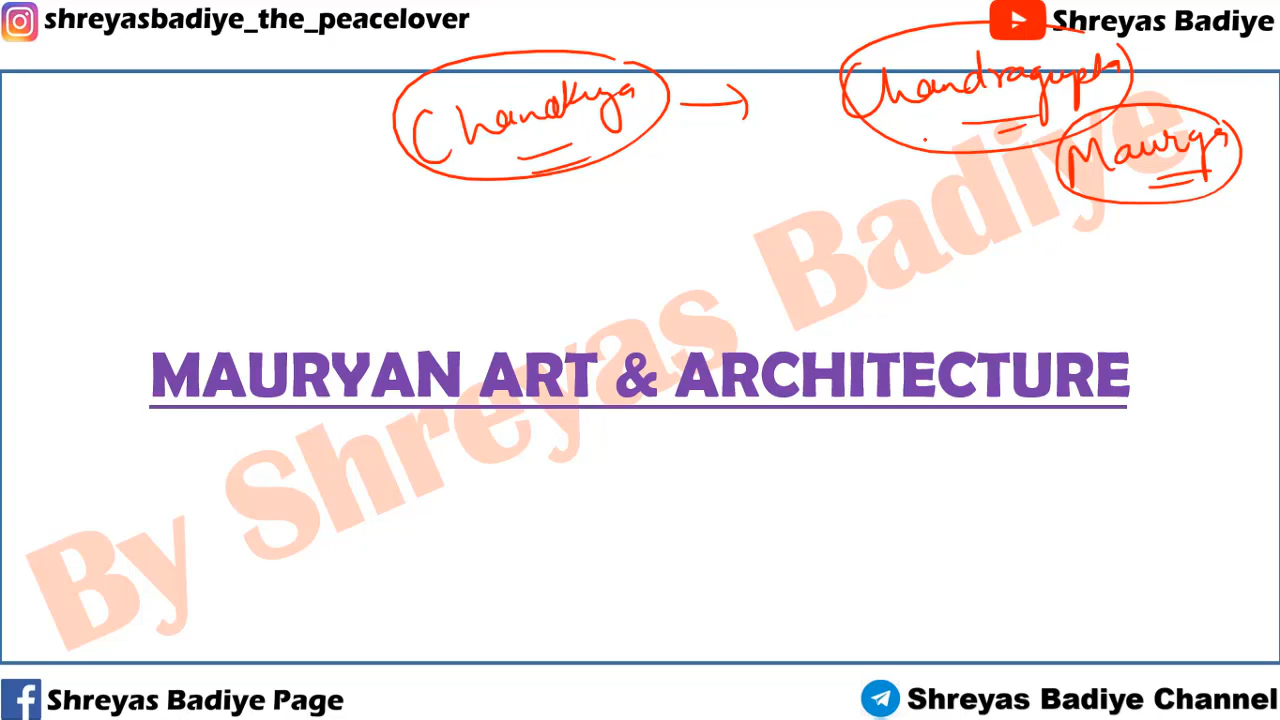 shreyasbadiye_the_peacelover
Shreyas Badiye
Chanakya → Chandragupta
Maurya
MAURYAN ART & ARCHITECTURE
By Shreyas Badiye
Shreyas Badiye Page
Shreyas Badiye Channel